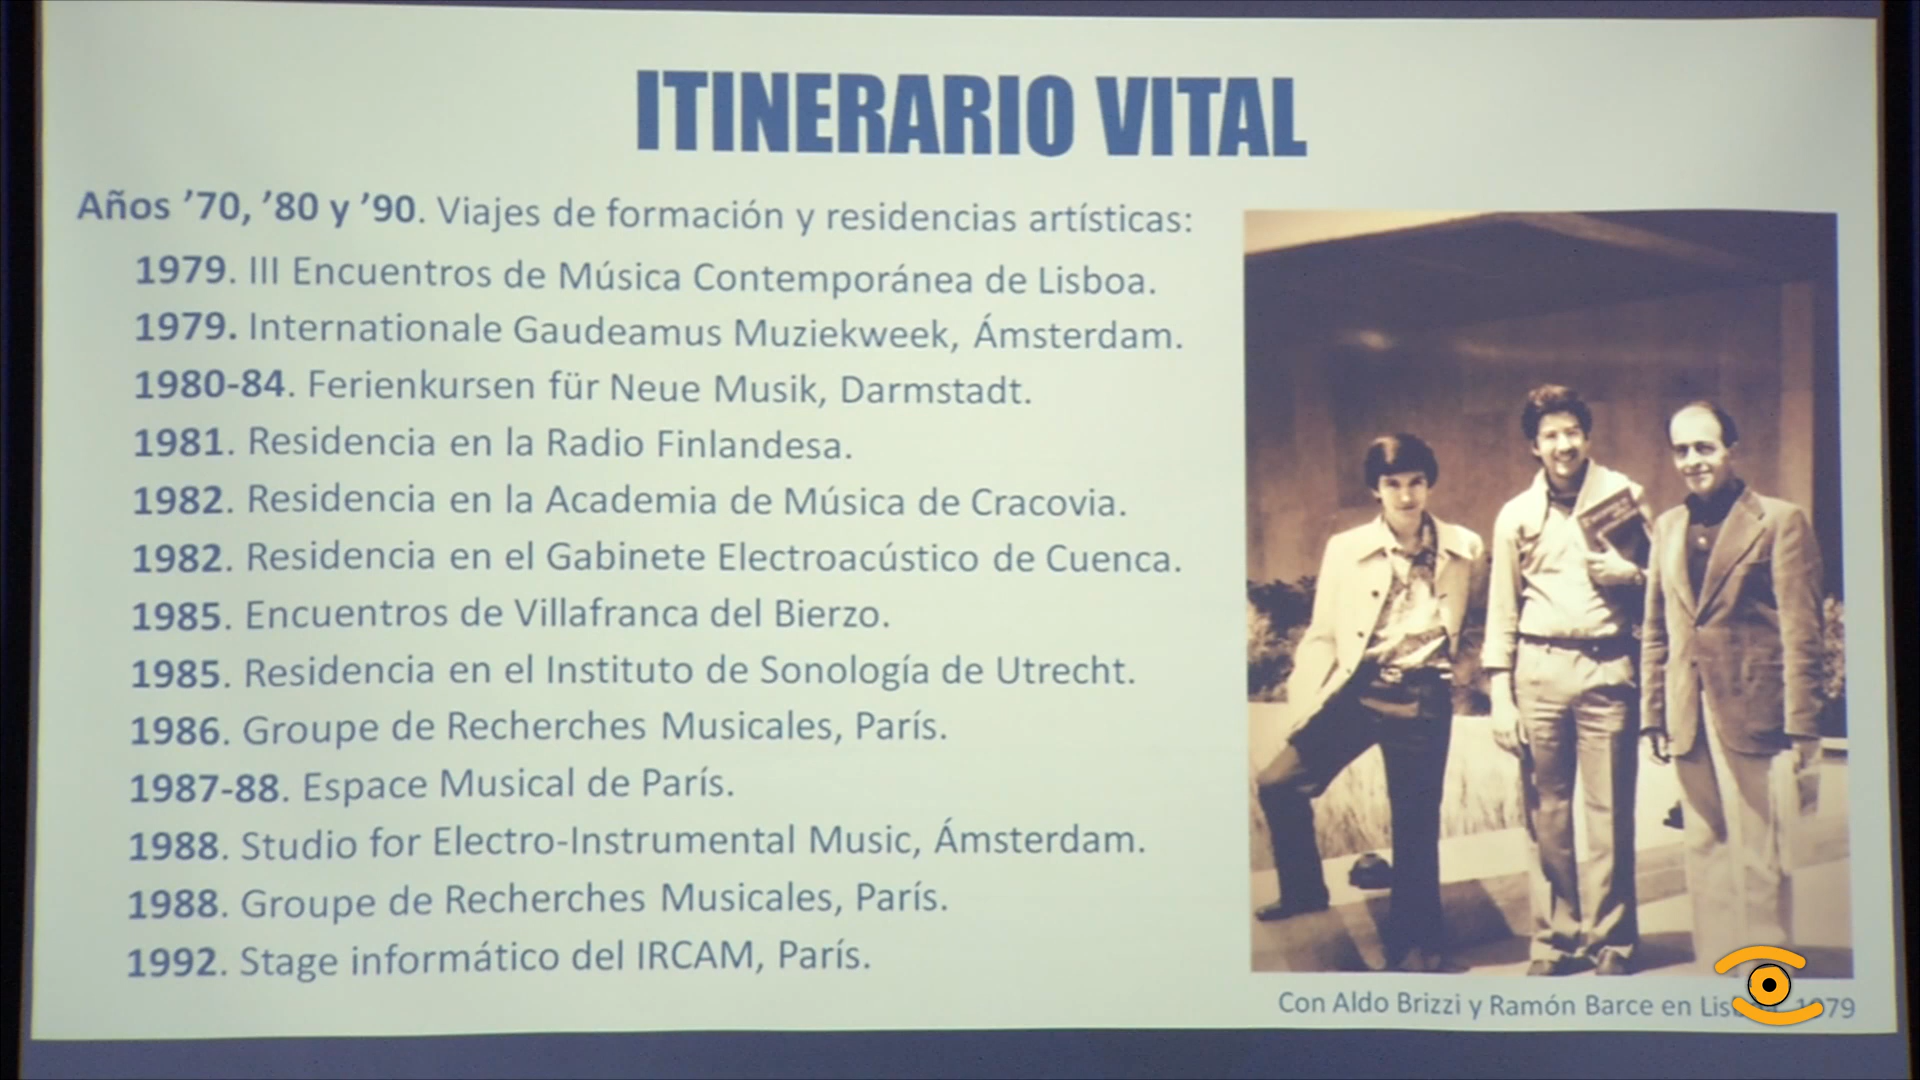 ITINERARIO VITAL
Años ’70, ’80 y ’90. Viajes de formación y residencias artísticas:
1979. III Encuentros de Música Contemporánea de Lisboa.
1979. Internationale Gaudeamus Muziekweek, Ámsterdam.
1980-84. Ferienkursen für Neue Musik, Darmstadt.
1981. Residencia en la Radio Finlandesa.
1982. Residencia en la Academia de Música de Cracovia.
1982. Residencia en el Gabinete Electroacústico de Cuenca.
1985. Encuentros de Villafranca del Bierzo.
1985. Residencia en el Instituto de Sonología de Utrecht.
1986. Groupe de Recherches Musicales, París.
1987-88. Espace Musical de París.
1988. Studio for Electro-Instrumental Music, Ámsterdam.
1988. Groupe de Recherches Musicales, París.
1992. Stage informático del IRCAM, París.
Con Aldo Brizzi y Ramón Barce en